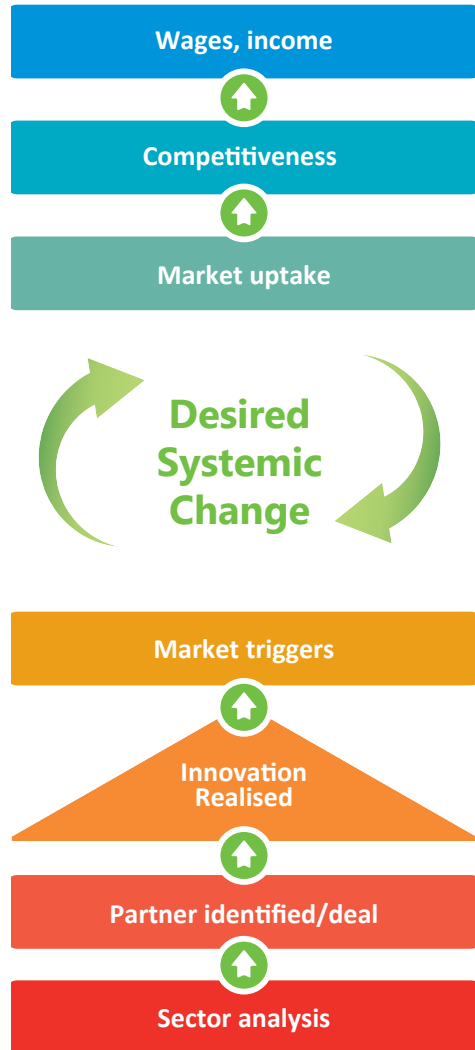 Wages, income
Competitiveness
Market uptake
Desired
Systemic
Change
Market triggers
Innovation
Realised
Partner identified/deal
Sector analysis